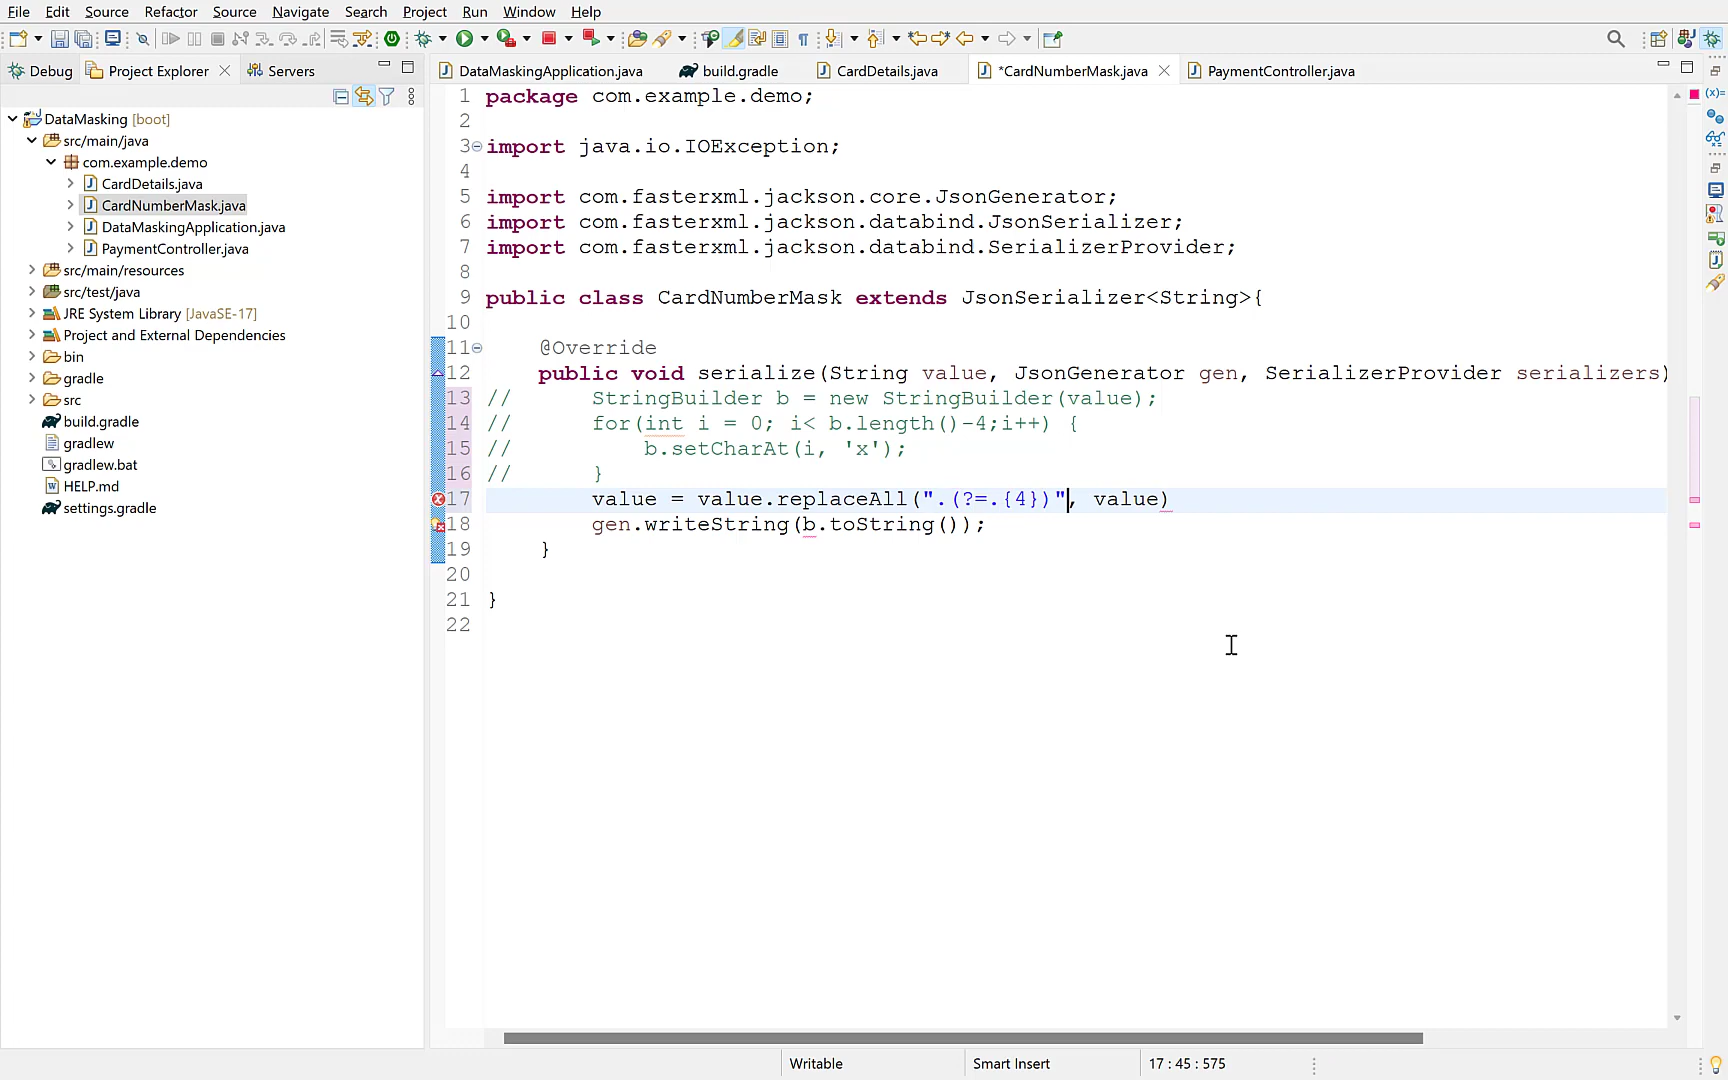 File Edit Source Refactor Source Navigate Search Project Run Window Help
Debug Project Explorer Servers
DataMaskingApplication.java build.gradle CardDetails.java *CardNumberMask.java PaymentController.java
DataMasking [boot]
src/main/java
com.example.demo
CardDetails.java
CardNumberMask.java
DataMaskingApplication.java
PaymentController.java
src/main/resources
src/test/java
JRE System Library [JavaSE-17]
Project and External Dependencies
bin
gradle
src
build.gradle
gradlew
gradlew.bat
HELP.md
settings.gradle
1 package com.example.demo;
2
3 import java.io.IOException;
4
5 import com.fasterxml.jackson.core.JsonGenerator;
6 import com.fasterxml.jackson.databind.JsonSerializer;
7 import com.fasterxml.jackson.databind.SerializerProvider;
8
9 public class CardNumberMask extends JsonSerializer<String>{
10
11 @Override
12 public void serialize(String value, JsonGenerator gen, SerializerProvider serializers)
13 // StringBuilder b = new StringBuilder(value);
14 // for(int i = 0; i< b.length()-4;i++) {
15 // b.setCharAt(i, 'x');
16 // }
17 value = value.replaceAll(".(?=.{4})", value)
18 gen.writeString(b.toString());
19 }
20
21 }
22
Writable Smart Insert 17 : 45 : 575